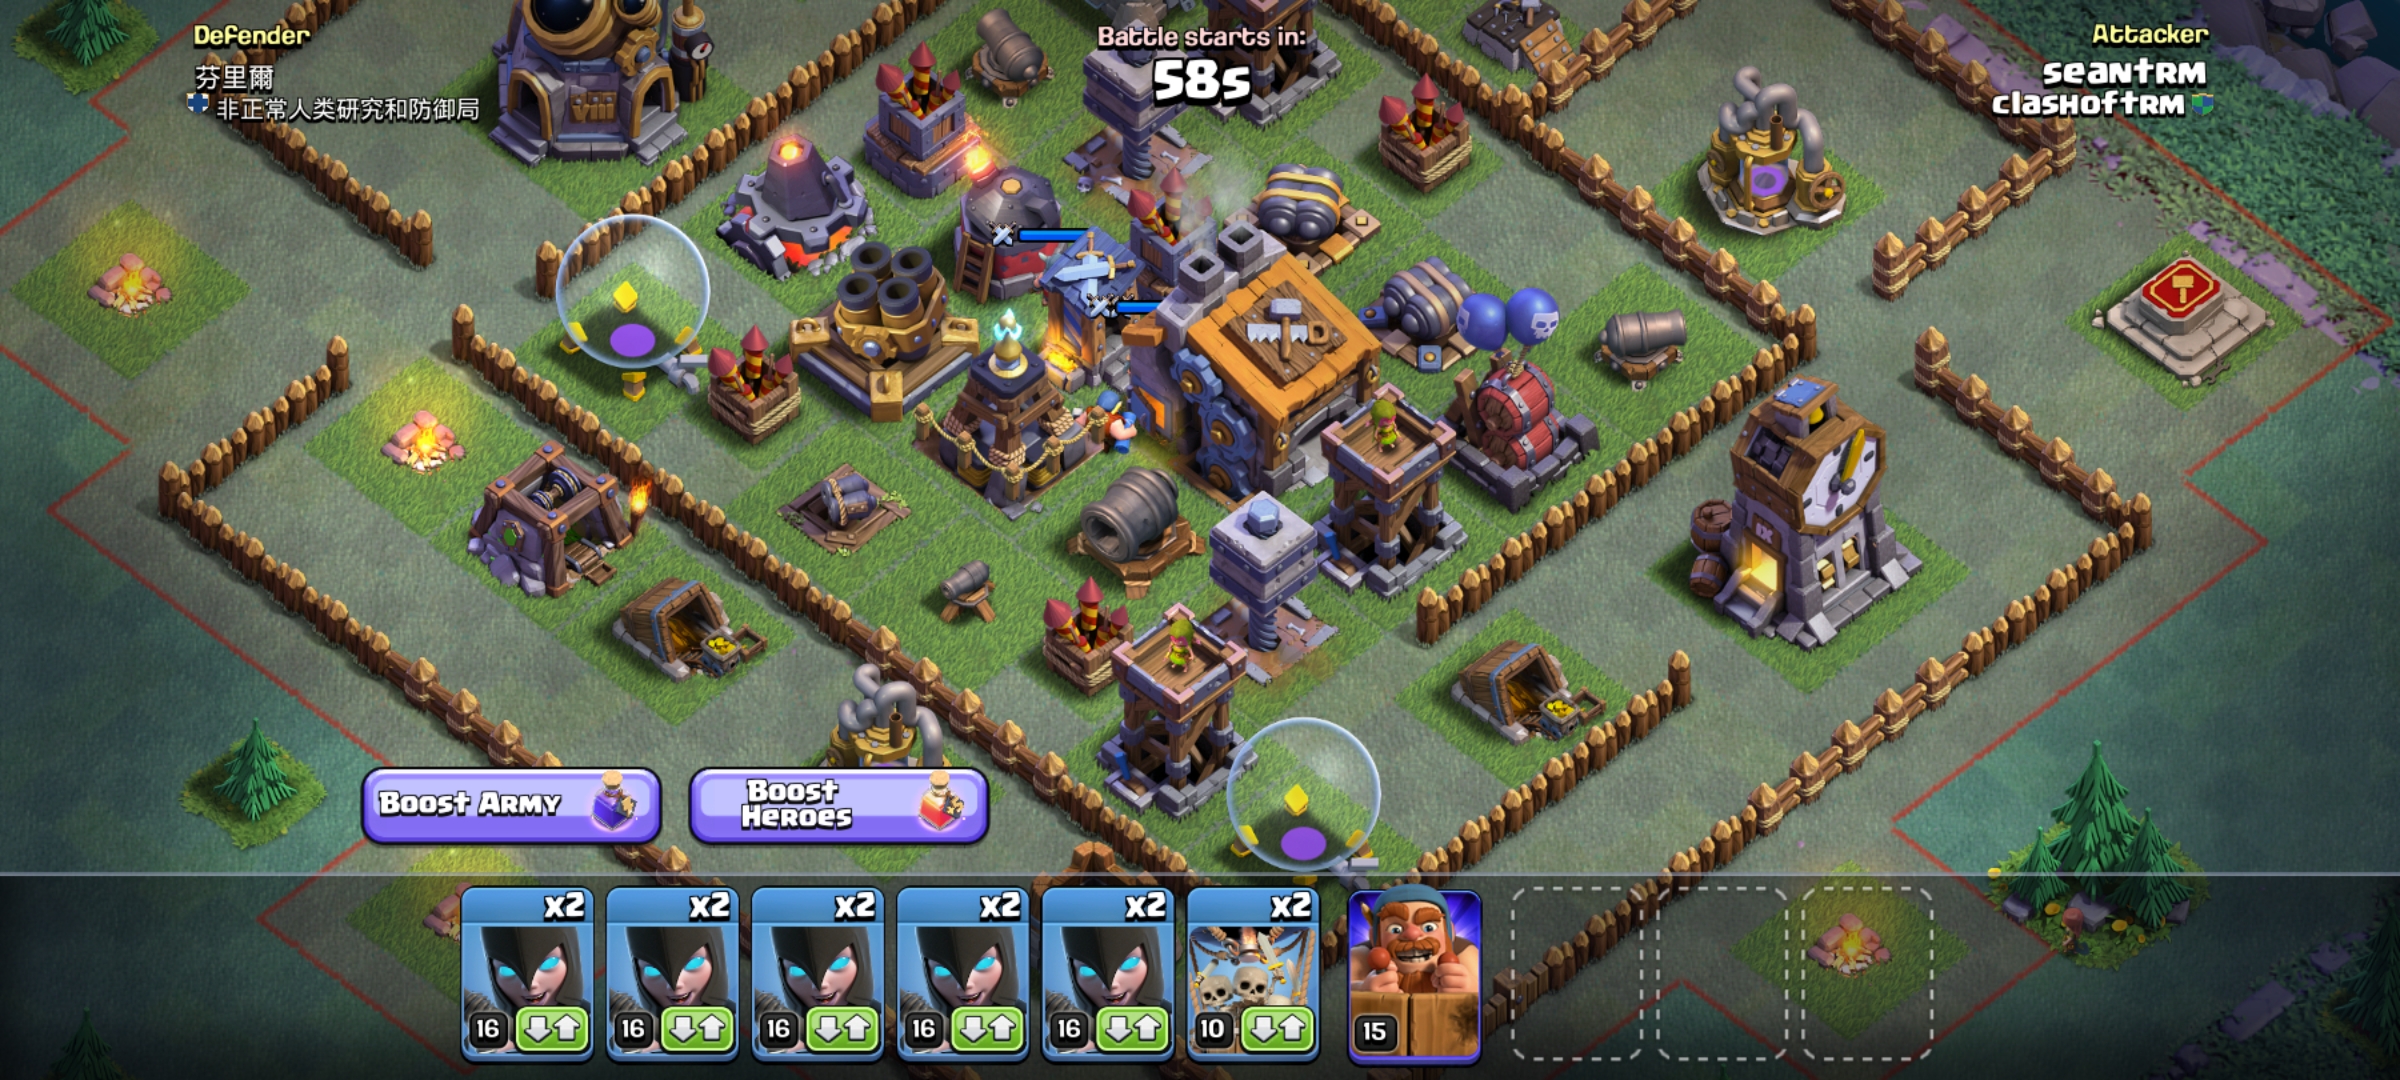 Defender
芬里爾
非正常人类研究和防御局
Battle starts in:
58s
Attacker
seantRM
clashoftRM
VIII
IX
Boost Army
Boost
Heroes
x2
x2
x2
x2
x2
x2
16
16
16
16
16
10
15